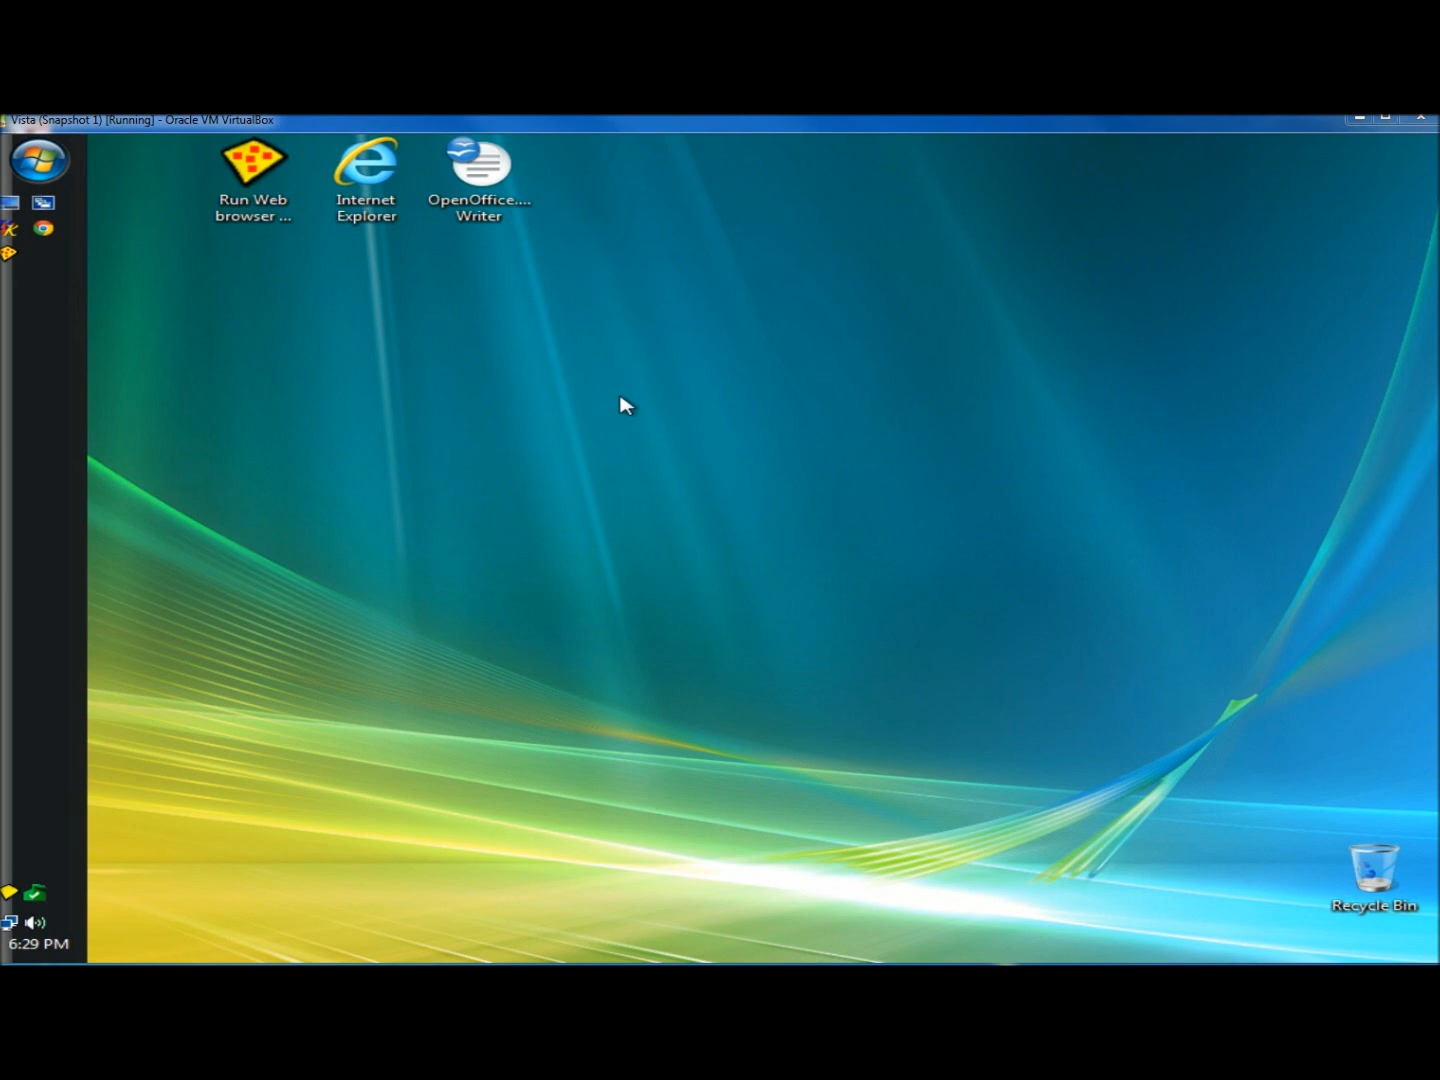 Vista (Snapshot 1) [Running] - Oracle VM VirtualBox
Run Web
browser ...
Internet
Explorer
OpenOffice....
Writer
Recycle Bin
6:29 PM